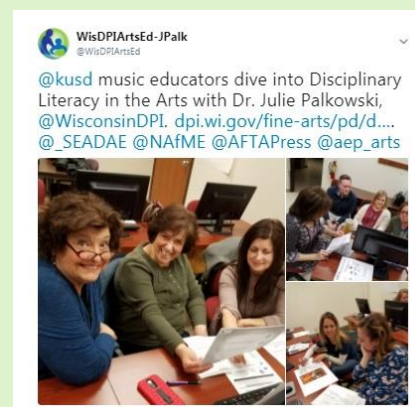 WisDPIArtsEd-JPalk
@WisDPIArtsEd
@kusd music educators dive into Disciplinary
Literacy in the Arts with Dr. Julie Palkowski,
@WisconsinDPI. dpi.wi.gov/fine-arts/pd/d....
@_SEADAE @NAfME @AFTAPress @aep_arts